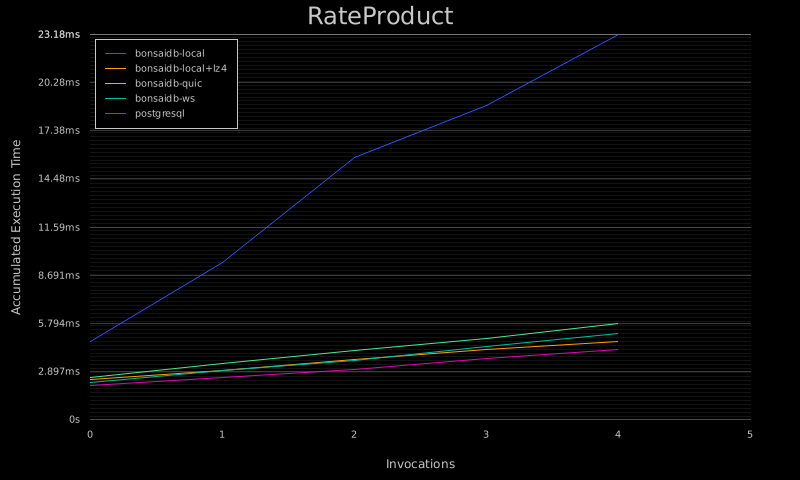 RateProduct
23.18ms
20.28ms
17.38ms
14.48ms
11.59ms
8.691ms
5.794ms
2.897ms
0s
Accumulated Execution Time
bonsaidb-local
bonsaidb-local+lz4
bonsaidb-quic
bonsaidb-ws
postgresql
0 1 2 3 4 5
Invocations